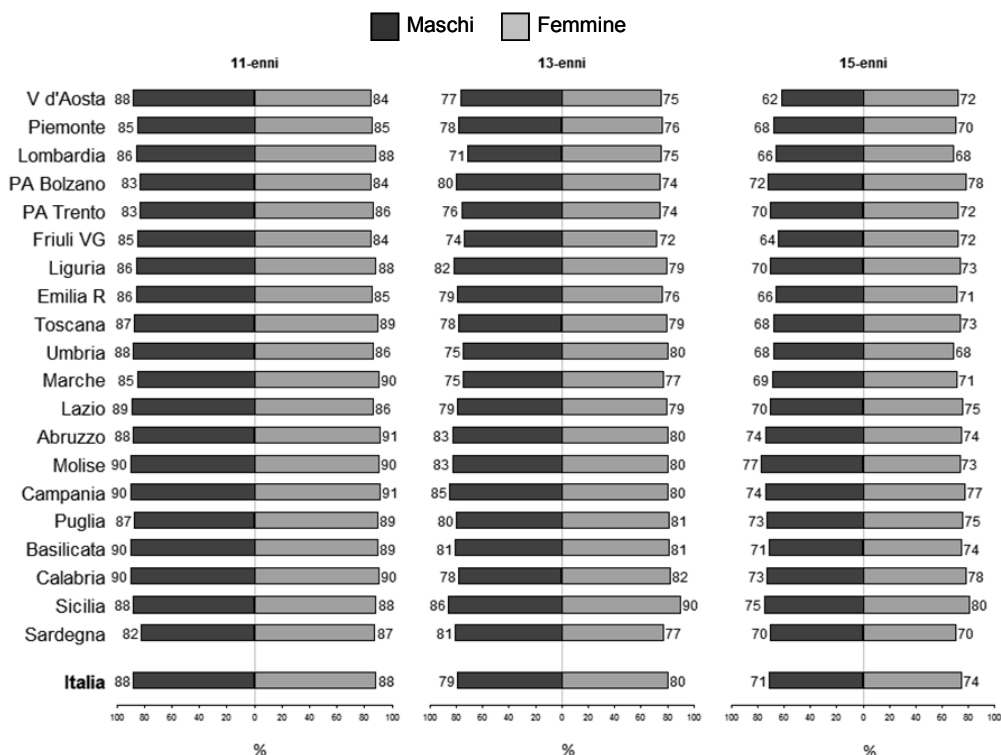 Maschi Femmine
11-enni 13-enni 15-enni
V d'Aosta 88 84 77 75 62 72
Piemonte 85 85 78 76 68 70
Lombardia 86 88 71 75 66 68
PA Bolzano 83 84 80 74 72 78
PA Trento 83 86 76 74 70 72
Friuli VG 85 84 74 72 64 72
Liguria 86 88 82 79 70 73
Emilia R 86 85 79 76 66 71
Toscana 87 89 78 79 68 73
Umbria 88 86 75 80 68 68
Marche 85 90 75 77 69 71
Lazio 89 86 79 79 70 75
Abruzzo 88 91 83 80 74 74
Molise 90 90 83 80 77 73
Campania 90 91 85 80 74 77
Puglia 87 89 80 81 73 75
Basilicata 90 89 81 81 71 74
Calabria 90 90 78 82 73 78
Sicilia 88 88 86 90 75 80
Sardegna 82 87 81 77 70 70
Italia 88 88 79 80 71 74
100 80 60 40 20 0 20 40 60 80 100 100 80 60 40 20 0 20 40 60 80 100 100 80 60 40 20 0 20 40 60 80 100
% % %